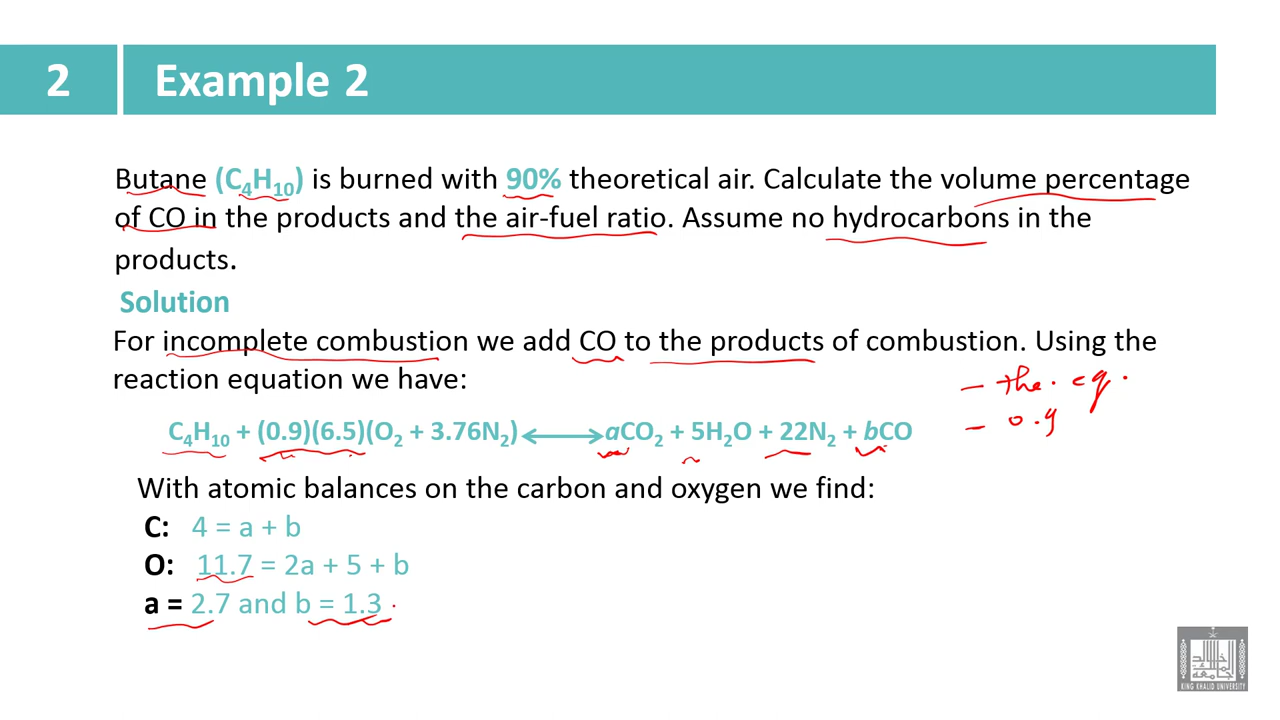 2 Example 2
Butane (C₄H₁₀) is burned with 90% theoretical air. Calculate the volume percentage
of CO in the products and the air-fuel ratio. Assume no hydrocarbons in the
products.
Solution
For incomplete combustion we add CO to the products of combustion. Using the
reaction equation we have:
- the. eq.
- 0.9
C₄H₁₀ + (0.9)(6.5)(O₂ + 3.76N₂) ⟷ aCO₂ + 5H₂O + 22N₂ + bCO
With atomic balances on the carbon and oxygen we find:
C: 4 = a + b
O: 11.7 = 2a + 5 + b
a = 2.7 and b = 1.3
KING KHALID UNIVERSITY